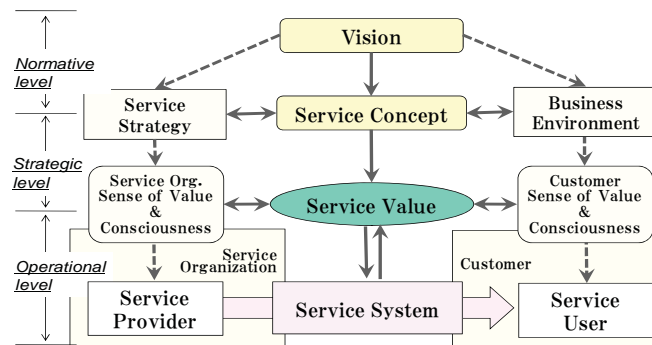 Vision
Normative
level
Service
Strategy
Service Concept
Business
Environment
Strategic
level
Service Org.
Sense of Value
&
Consciousness
Service Value
Customer
Sense of Value
&
Consciousness
Operational
level
Service
Organization
Customer
Service
Provider
Service System
Service
User